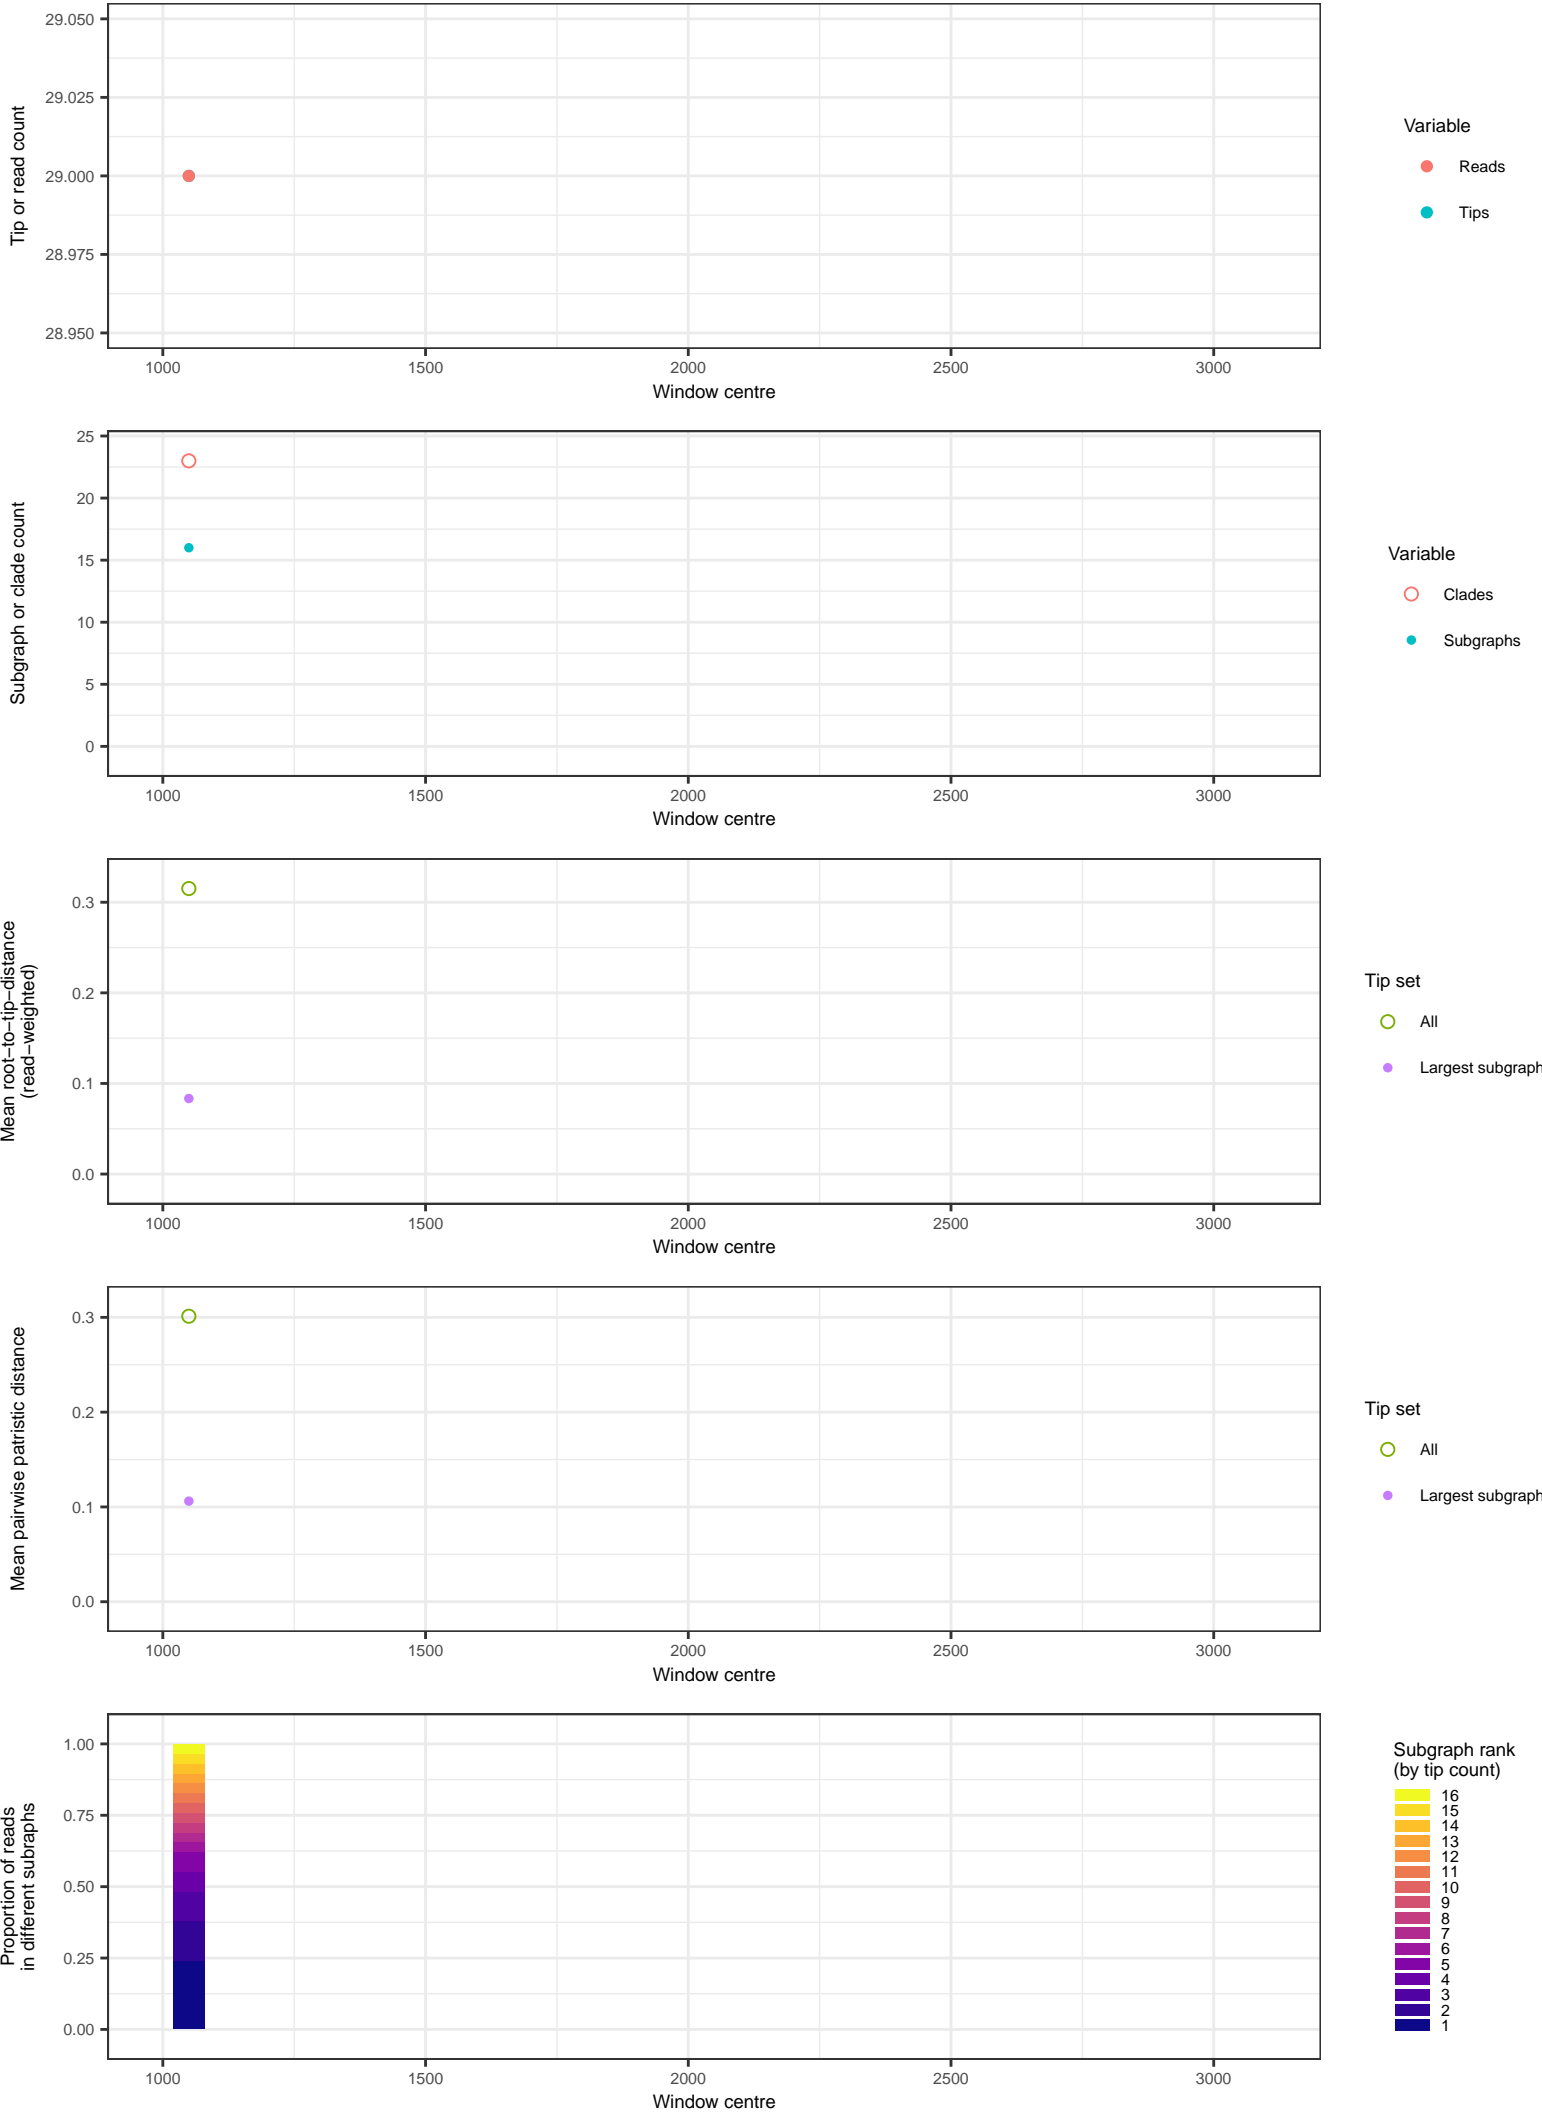 29.050
29.025
29.000
28.975
28.950
Tip or read count
1000 1500 2000 2500 3000
Window centre
Variable
Reads
Tips
25
20
15
10
5
0
Subgraph or clade count
1000 1500 2000 2500 3000
Window centre
Variable
Clades
Subgraphs
0.3
0.2
0.1
0.0
Mean root−to−tip−distance
(read−weighted)
1000 1500 2000 2500 3000
Window centre
Tip set
All
Largest subgraph
0.3
0.2
0.1
0.0
Mean pairwise patristic distance
1000 1500 2000 2500 3000
Window centre
Tip set
All
Largest subgraph
1.00
0.75
0.50
0.25
0.00
Proportion of reads
in different subraphs
1000 1500 2000 2500 3000
Window centre
Subgraph rank
(by tip count)
16
15
14
13
12
11
10
9
8
7
6
5
4
3
2
1